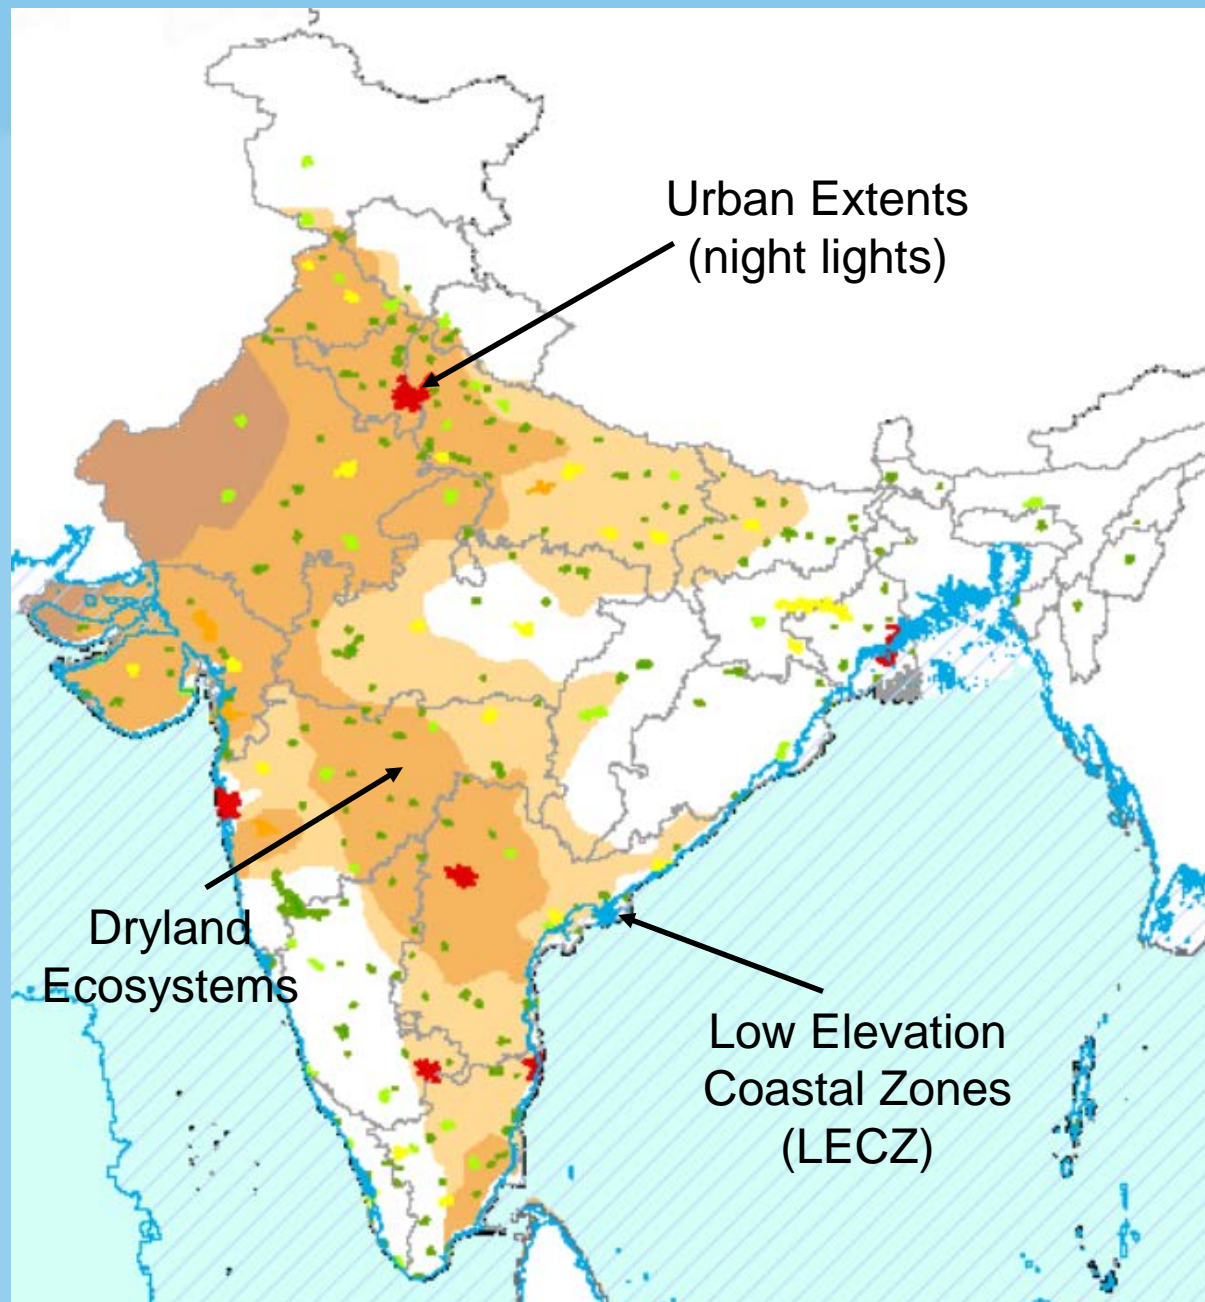 Urban Extents
(night lights)
Dryland
Ecosystems
Low Elevation
Coastal Zones
(LECZ)